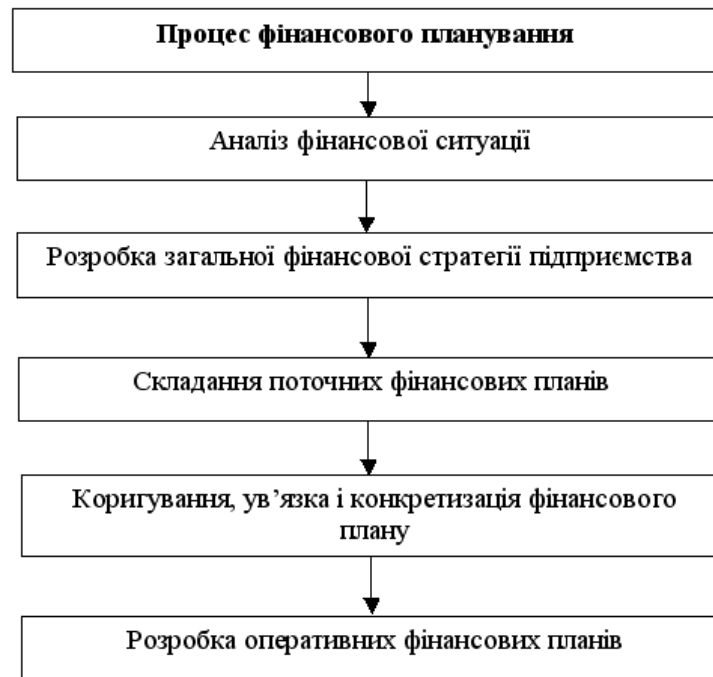 Процес фінансового планування
Аналіз фінансової ситуації
Розробка загальної фінансової стратегії підприємства
Складання поточних фінансових планів
Коригування, ув’язка і конкретизація фінансового
плану
Розробка оперативних фінансових планів